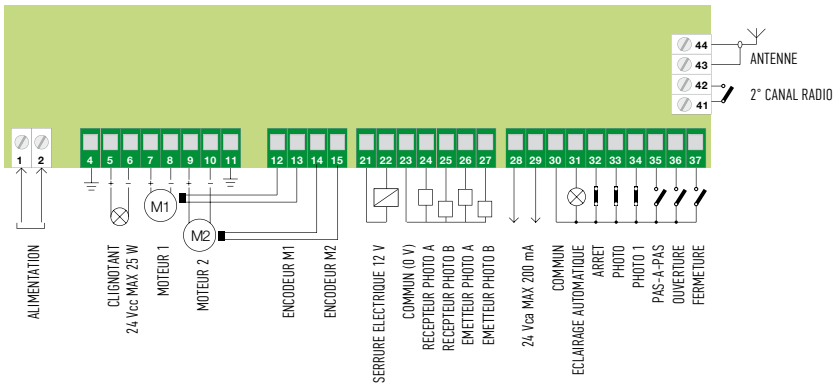 44
ANTENNE
43
42
2° CANAL RADIO
41
1 2
4 5 6 7 8 9 10 11
12 13 14 15
21 22 23 24 25 26 27
28 29 30 31 32 33 34 35 36 37
+ - + - + -
M1
M2
ALIMENTATION
CLIGNOTANT
24 Vcc MAX 25 W
MOTEUR 1
MOTEUR 2
ENCODEUR M1
ENCODEUR M2
SERRURE ELECTRIQUE 12 V
COMMUN (0 V)
RECEPTEUR PHOTO A
RECEPTEUR PHOTO B
EMETTEUR PHOTO A
EMETTEUR PHOTO B
24 Vca MAX 200 mA
COMMUN
ECLAIRAGE AUTOMATIQUE
ARRET
PHOTO
PHOTO 1
PAS-A-PAS
OUVERTURE
FERMETURE